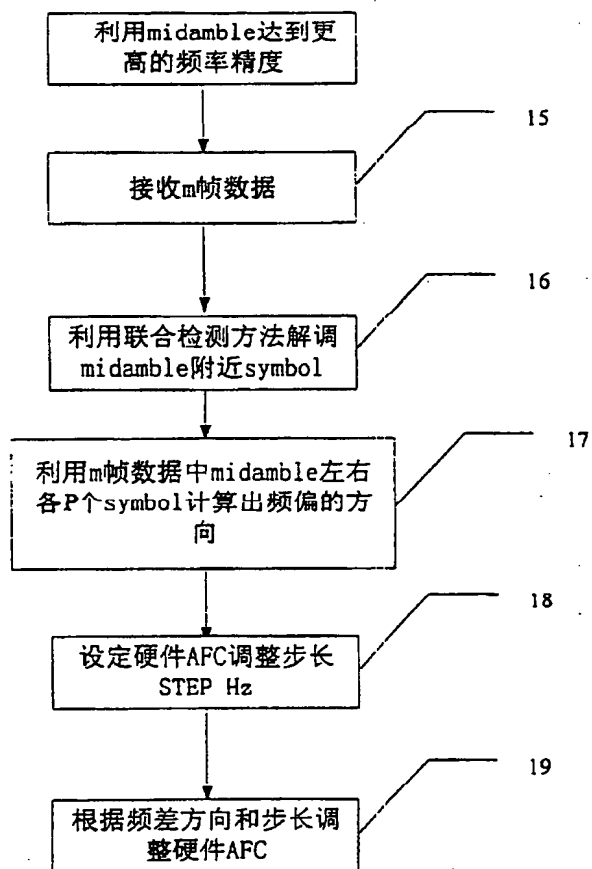 利用midamble达到更
高的频率精度
15
接收m帧数据
16
利用联合检测方法解调
midamble附近symbol
17
利用m帧数据中midamble左右
各P个symbol计算出频偏的方
向
18
设定硬件AFC调整步长
STEP Hz
19
根据频差方向和步长调
整硬件AFC